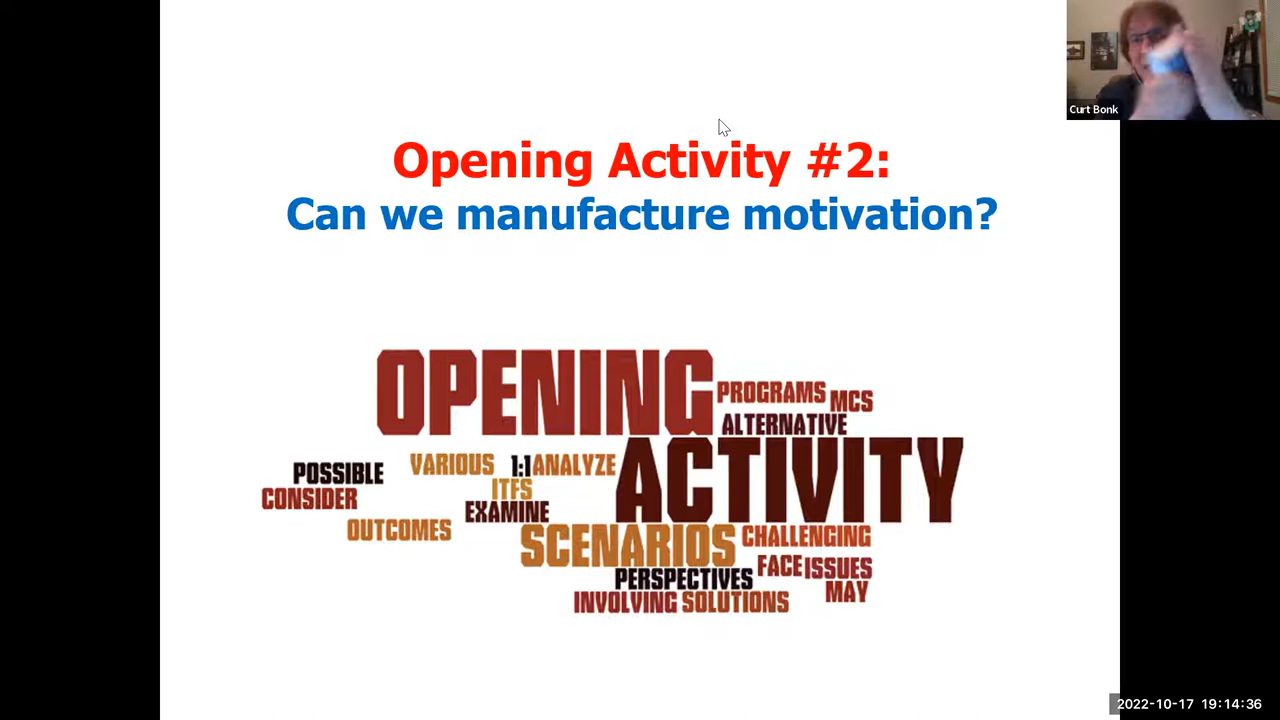 Curt Bonk
Opening Activity #2:
Can we manufacture motivation?
OPENING
PROGRAMS
MCS
ALTERNATIVE
ACTIVITY
POSSIBLE
VARIOUS
1:1
ANALYZE
CONSIDER
ITFS
EXAMINE
OUTCOMES
SCENARIOS
CHALLENGING
PERSPECTIVES
FACE
ISSUES
MAY
INVOLVING
SOLUTIONS
2022-10-17 19:14:36